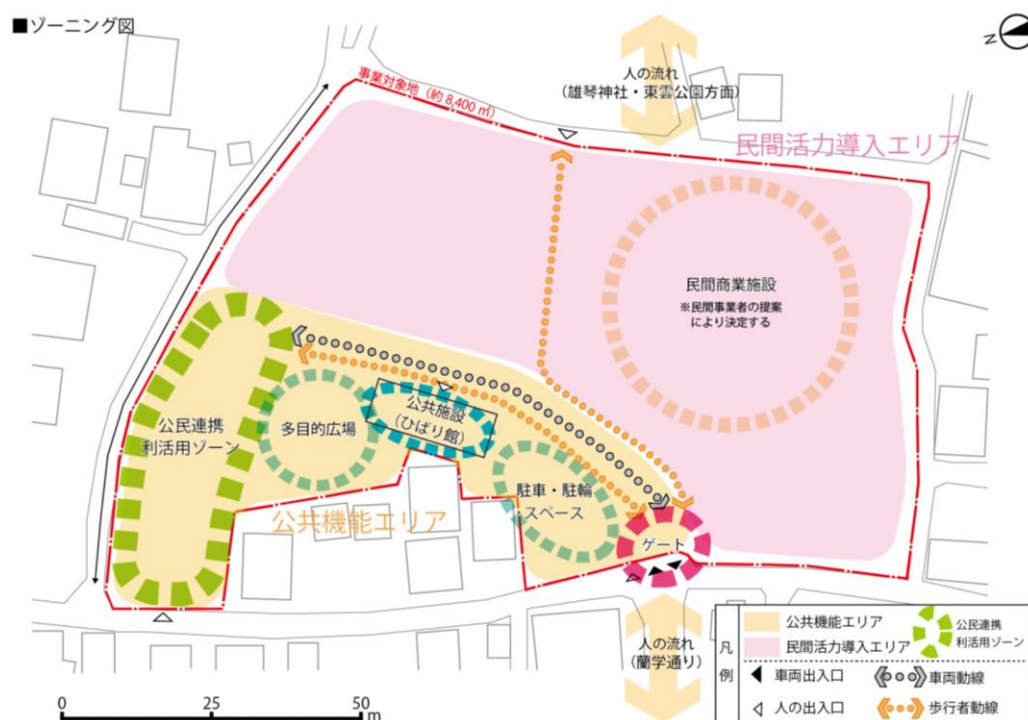 ■ゾーニング図
N
人の流れ
(雄琴神社・東雲公園方面)
事業対象地(約8,400㎡)
民間活力導入エリア
民間商業施設
※民間事業者の提案
により決定する
公共施設
(ひばり館)
公民連携
利活用ゾーン
多目的広場
駐車・駐輪
スペース
公共機能エリア
ゲート
人の流れ
(蘭学通り)
0 25 50
m
凡例
公共機能エリア
民間活力導入エリア
公民連携
利活用ゾーン
車両出入口
車両動線
人の出入口
歩行者動線